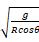 √(g / Rcosθ)